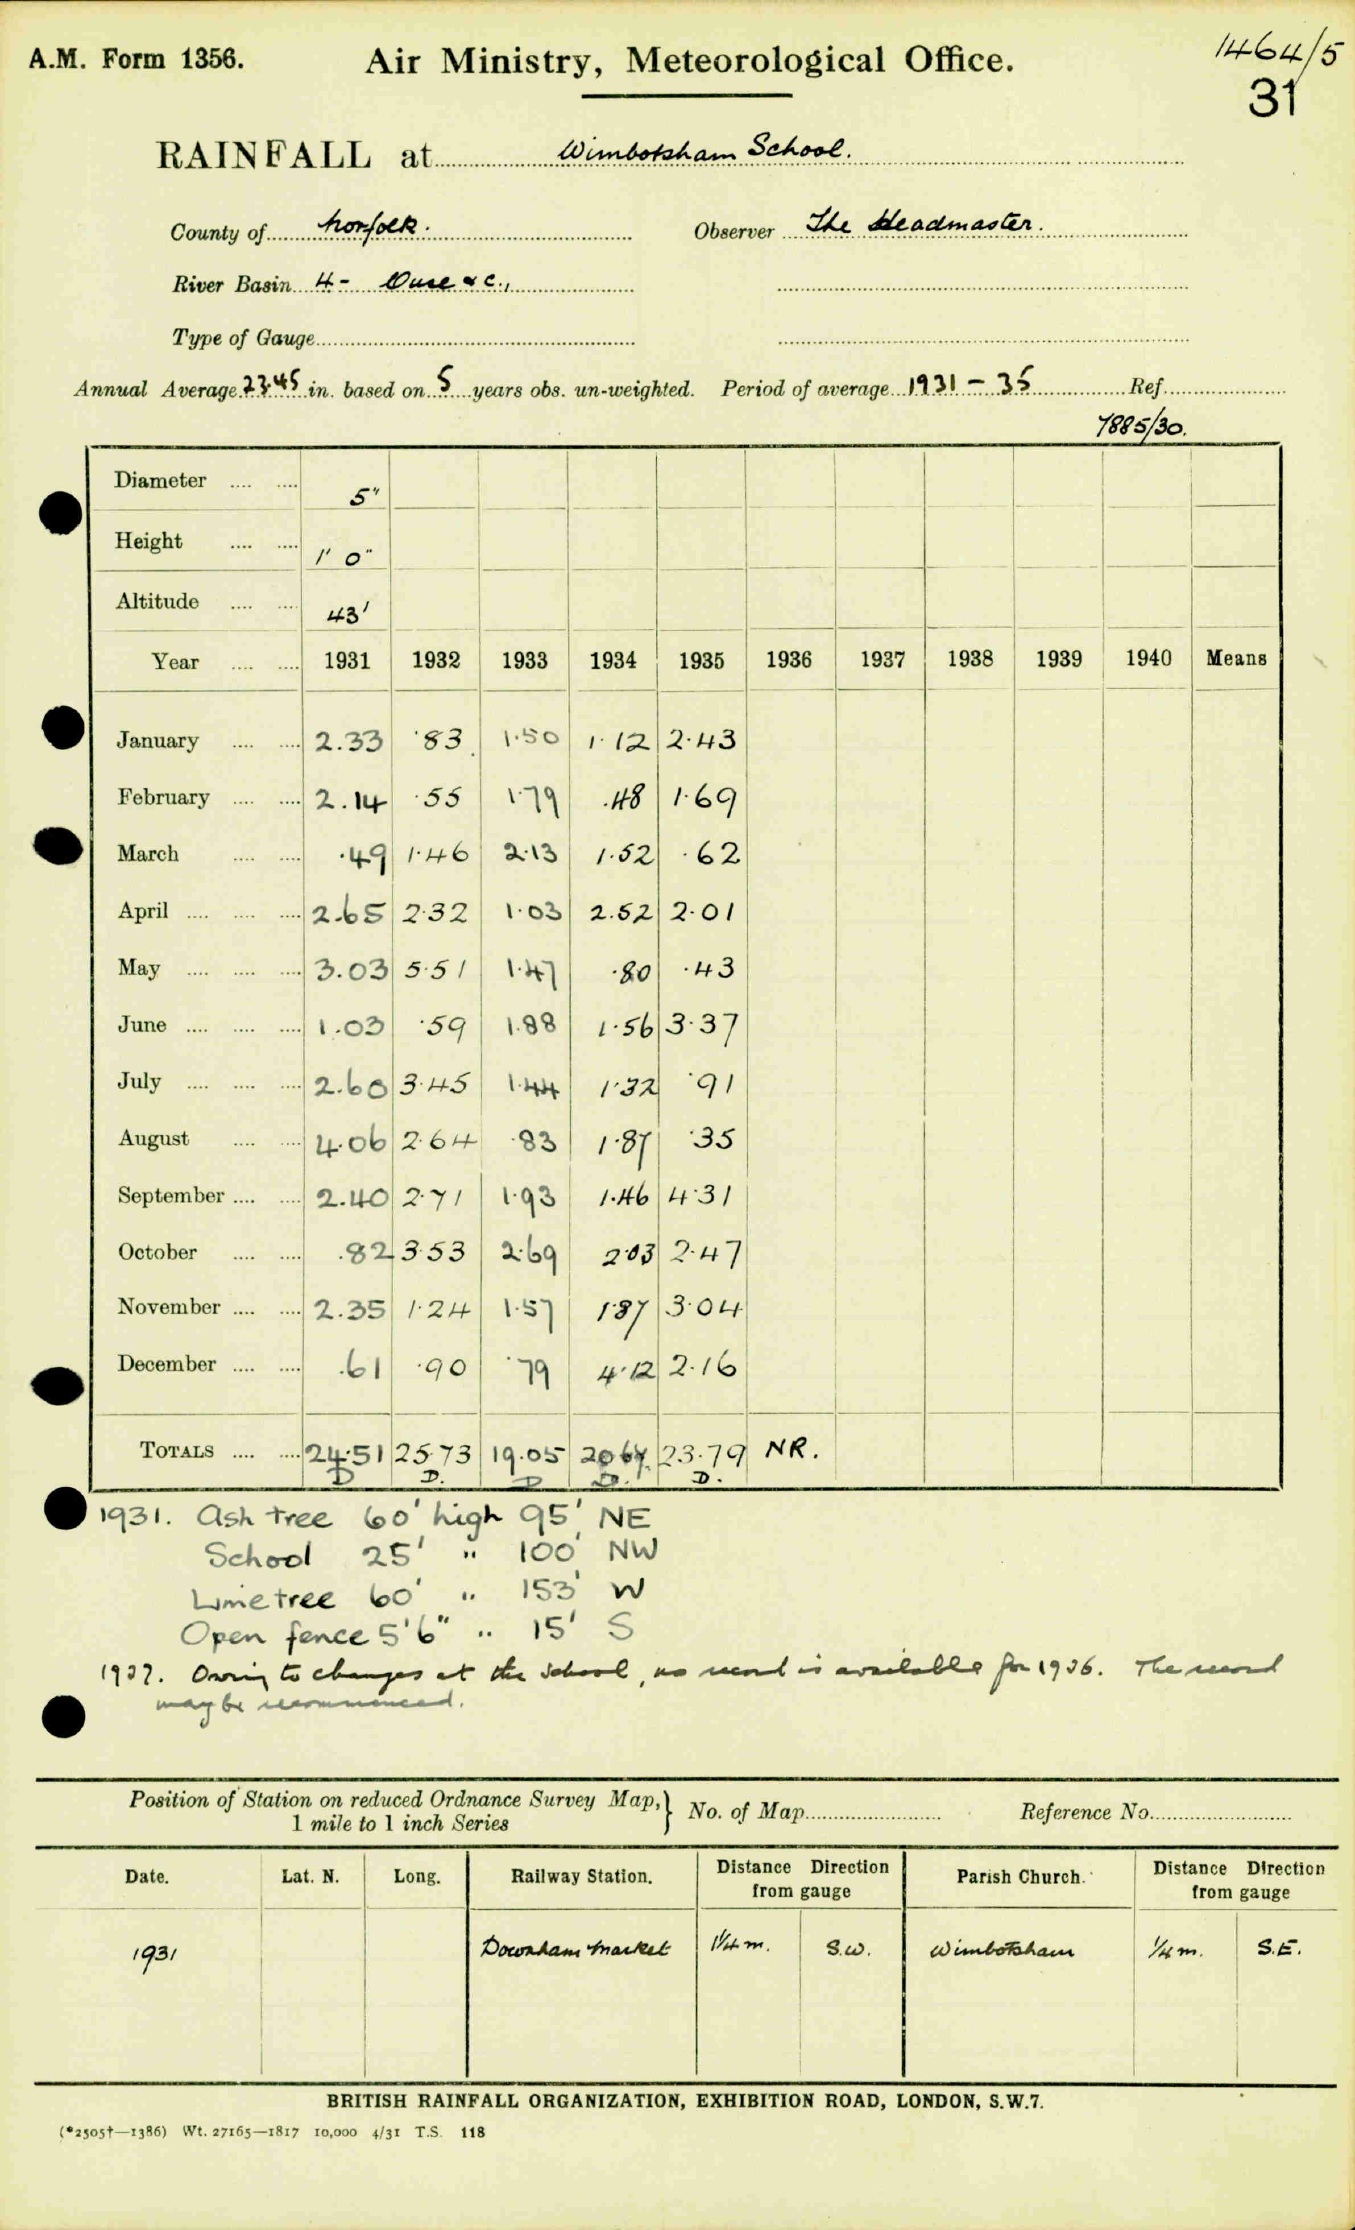 A.M. Form 1356.
Air Ministry, Meteorological Office.
1464/5
31
RAINFALL at Wimbotsham School.
County of Norfolk. Observer The Headmaster.
River Basin 4- Ouse & C.,
Type of Gauge
Annual Average 23.45 in. based on 5 years obs. un-weighted. Period of average 1931 - 35 Ref.
7885/30.
Diameter 5"
Height 1' 0"
Altitude 43'
Year 1931 1932 1933 1934 1935 1936 1937 1938 1939 1940 Means
January 2.33 .83 1.50 1.12 2.43
February 2.14 .55 1.79 .48 1.69
March .49 1.46 2.13 1.52 .62
April 2.65 2.32 1.03 2.52 2.01
May 3.03 5.51 1.47 .80 .43
June 1.03 .59 1.88 1.56 3.37
July 2.60 3.45 1.44 1.32 .91
August 4.06 2.64 .83 1.87 .35
September 2.40 2.71 1.93 1.46 4.31
October .82 3.53 2.69 2.03 2.47
November 2.35 1.24 1.57 1.87 3.04
December .61 .90 .79 4.12 2.16
TOTALS 24.51 25.73 19.05 20.67 23.79 NR.
D D. D D. D.
1931. Ash tree 60' high 95' NE
School 25' " 100' NW
Lime tree 60' " 153' W
Open fence 5'6" " 15' S
1937. Owing to changes at the school, no record is available for 1936. The record
may be recommenced.
Position of Station on reduced Ordnance Survey Map,} No. of Map Reference No.
1 mile to 1 inch Series
Date. Lat. N. Long. Railway Station. Distance Direction from gauge Parish Church. Distance Direction from gauge
1931 Downham Market 1¼ m. S.W. Wimbotsham ¼ m. S.E.
BRITISH RAINFALL ORGANIZATION, EXHIBITION ROAD, LONDON, S.W.7.
(*2505†—1386) Wt. 27165—1817 10,000 4/31 T.S. 118